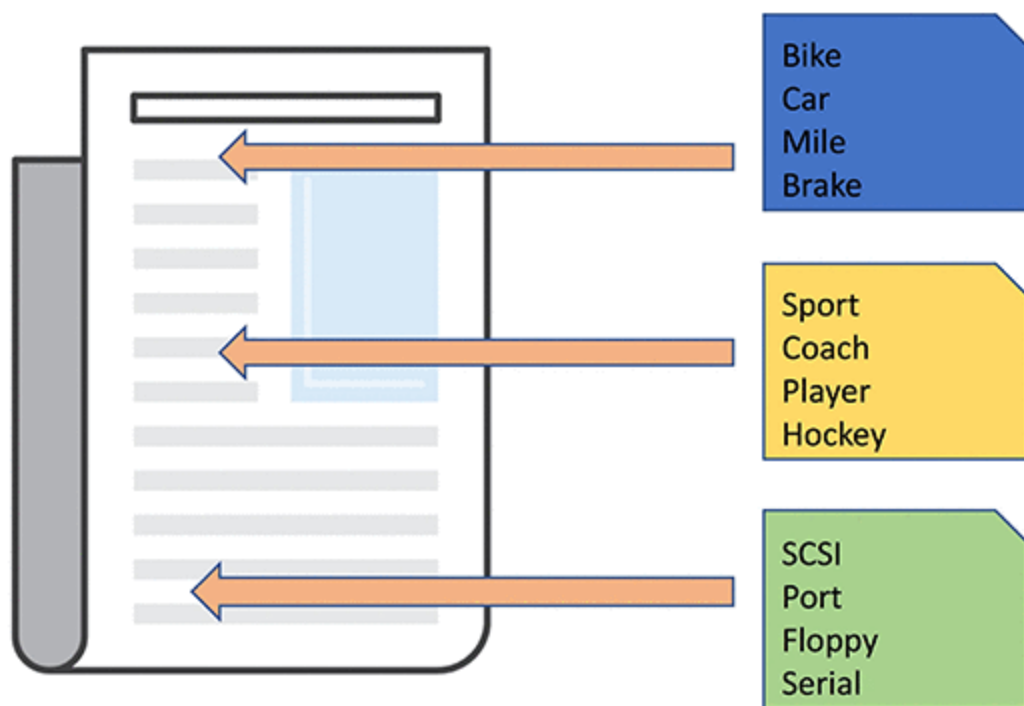 Bike
Car
Mile
Brake
Sport
Coach
Player
Hockey
SCSI
Port
Floppy
Serial